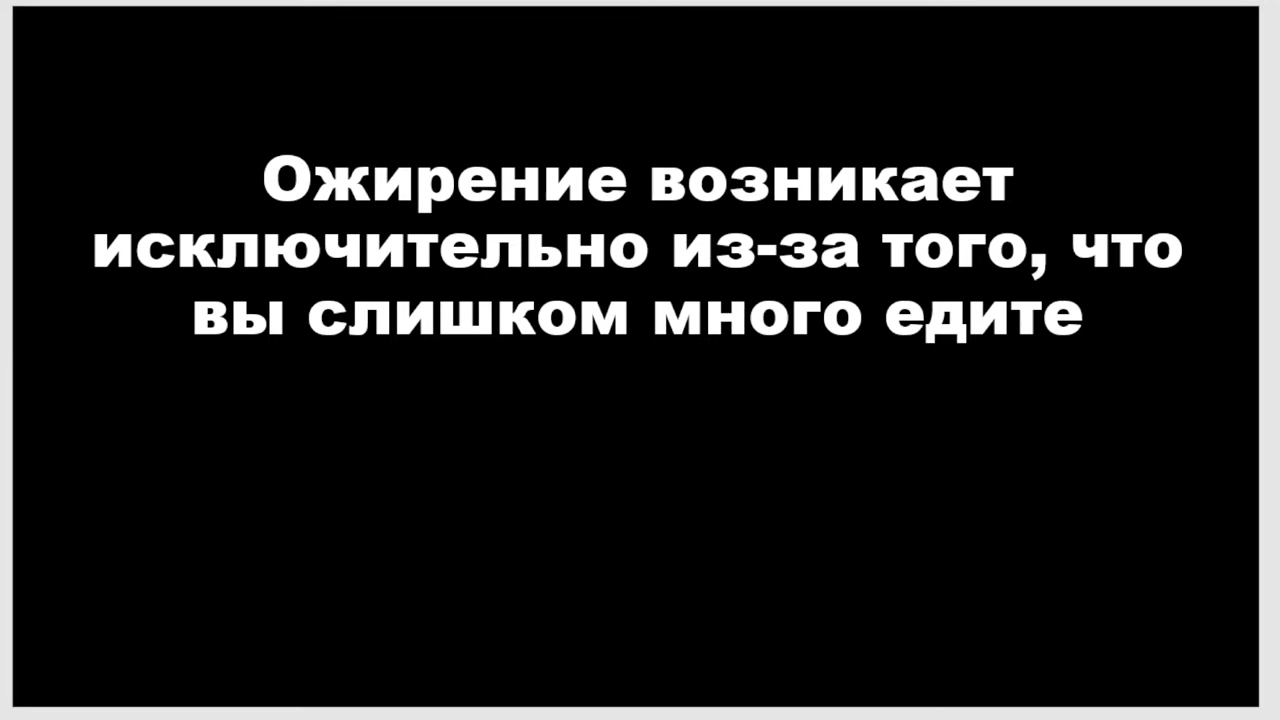 Ожирение возникает
исключительно из-за того, что
вы слишком много едите